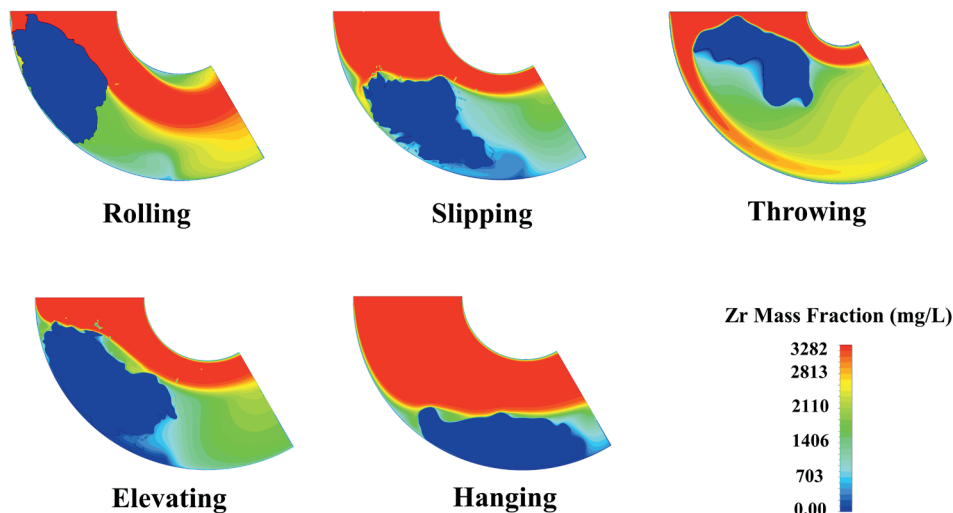 Rolling
Slipping
Throwing
Elevating
Hanging
Zr Mass Fraction (mg/L)
3282
2813
2110
1406
703
0.00